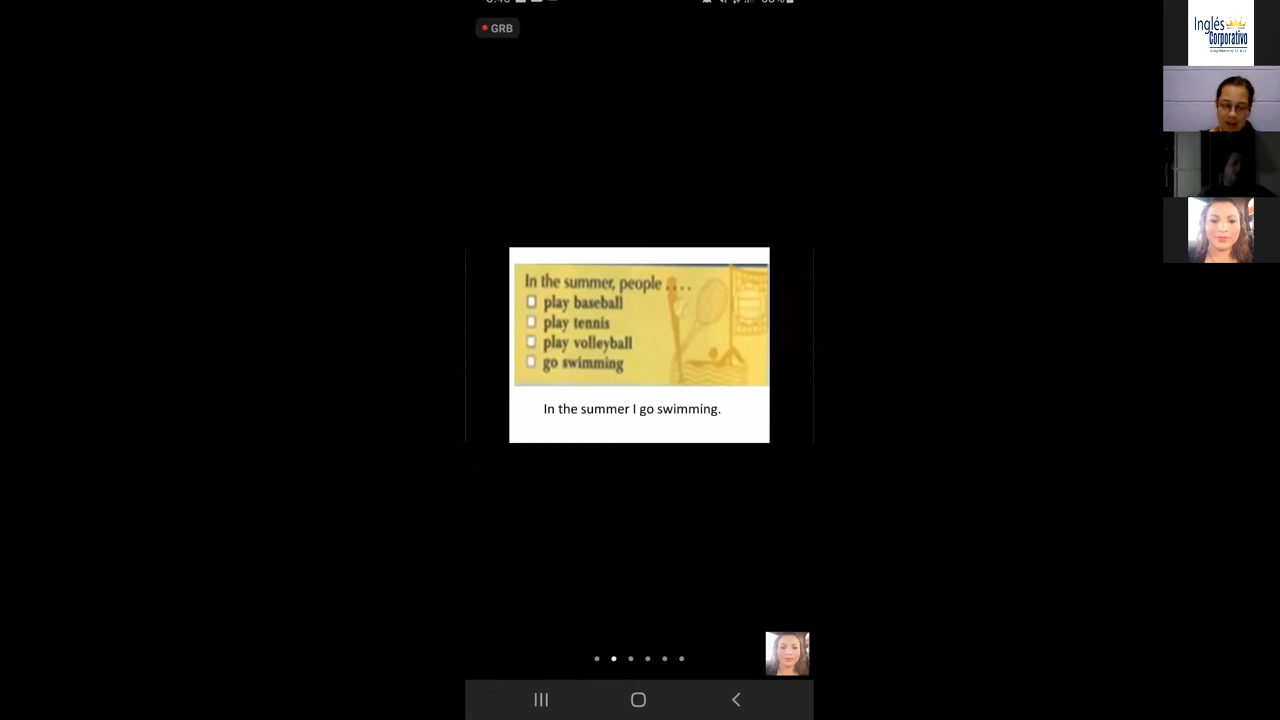 GRB
Inglés
Corporativo
In the summer, people ....
play baseball
play tennis
play volleyball
go swimming
In the summer I go swimming.